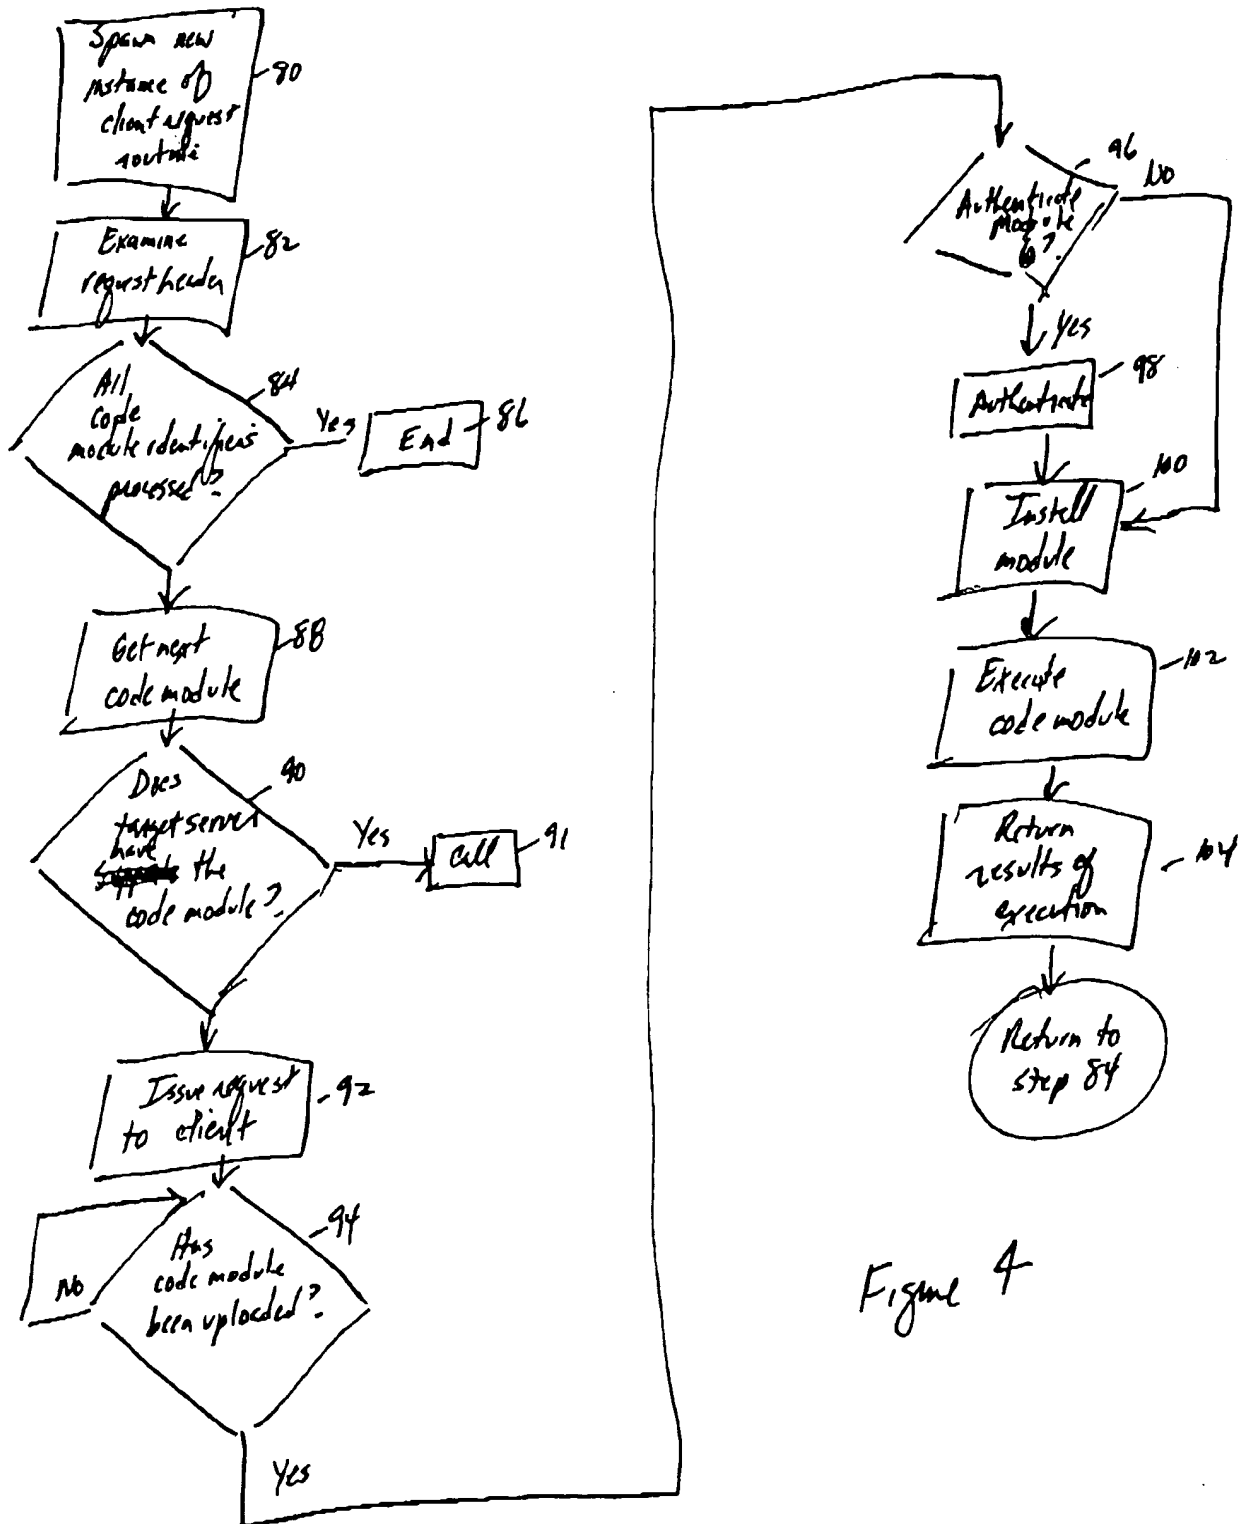 Spawn new
instance of
client request
routine
80
Examine
request header
82
All
code
module identifiers
processed?
84
Yes
End
86
Get next
code module
88
Does
target server
have
the
code module?
90
Yes
Call
91
Issue request
to client
92
Has
code module
been uploaded?
94
No
Yes
Authenticate
Module
?
96
No
Yes
Authenticate
98
Install
module
100
Execute
code module
102
Return
results of
execution
104
Return to
step 84
Figure 4